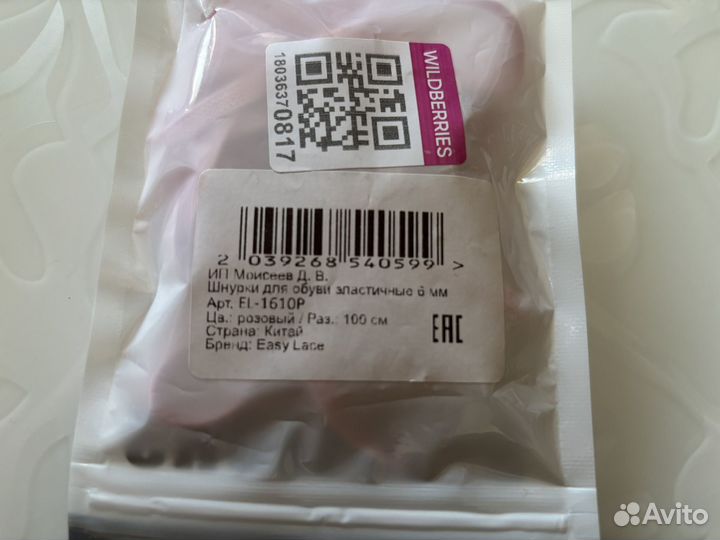 WILDBERRIES
18036370817
2 039268 540599 >
ИП Моисеев Д. В.
Шнурки для обуви эластичные 6 мм
Арт. EL-1610P
Цв.: розовый / Раз.: 100 см
Страна: Китай
Бренд: Easy Lace
EAC
Avito